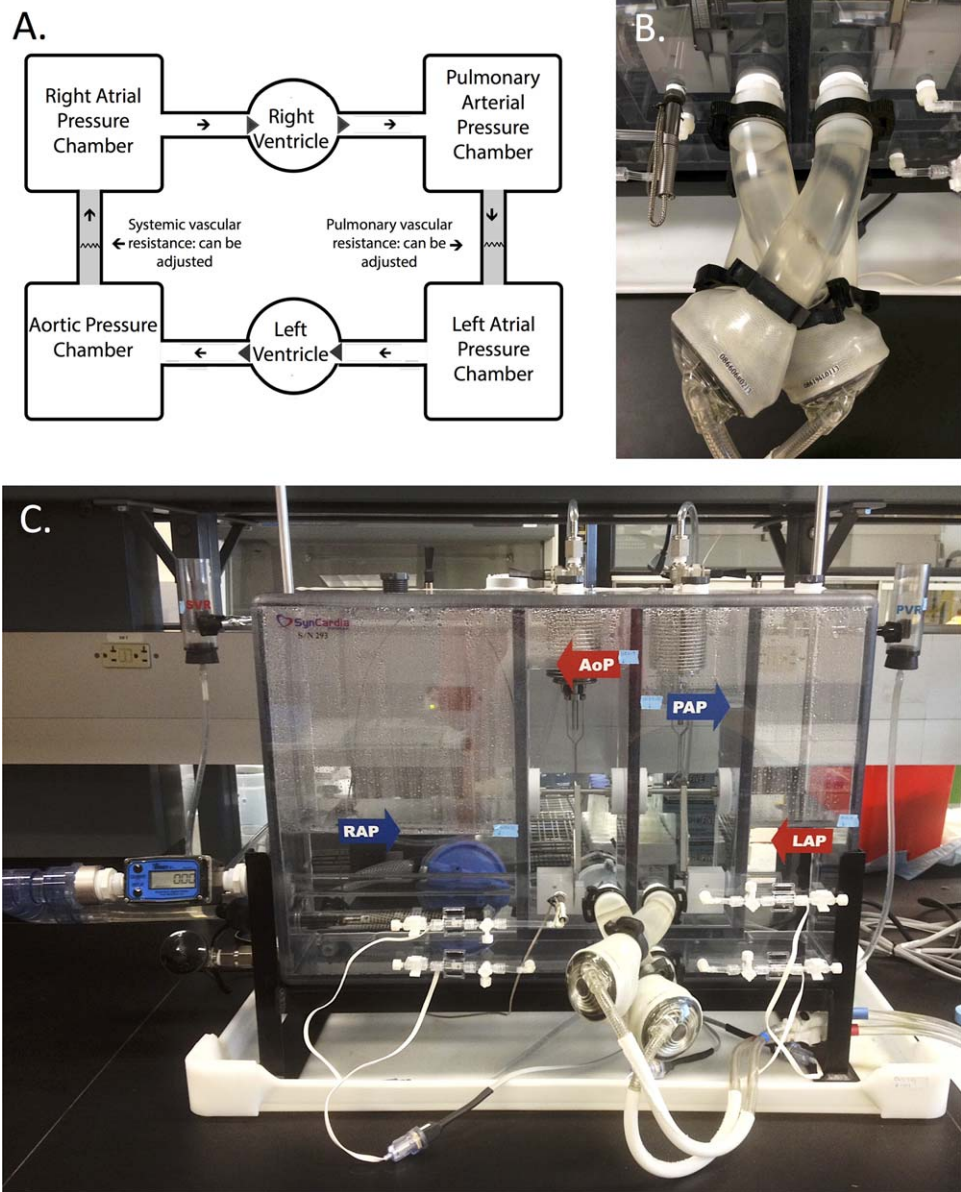 A.
Right Atrial
Pressure
Chamber
Right
Ventricle
Pulmonary
Arterial
Pressure
Chamber
Systemic vascular
resistance: can be
adjusted
Pulmonary vascular
resistance: can be
adjusted
Aortic Pressure
Chamber
Left
Ventricle
Left Atrial
Pressure
Chamber
B.
C.
SVR
SynCardia
S/N 293
AoP
PAP
PVR
RAP
LAP
000